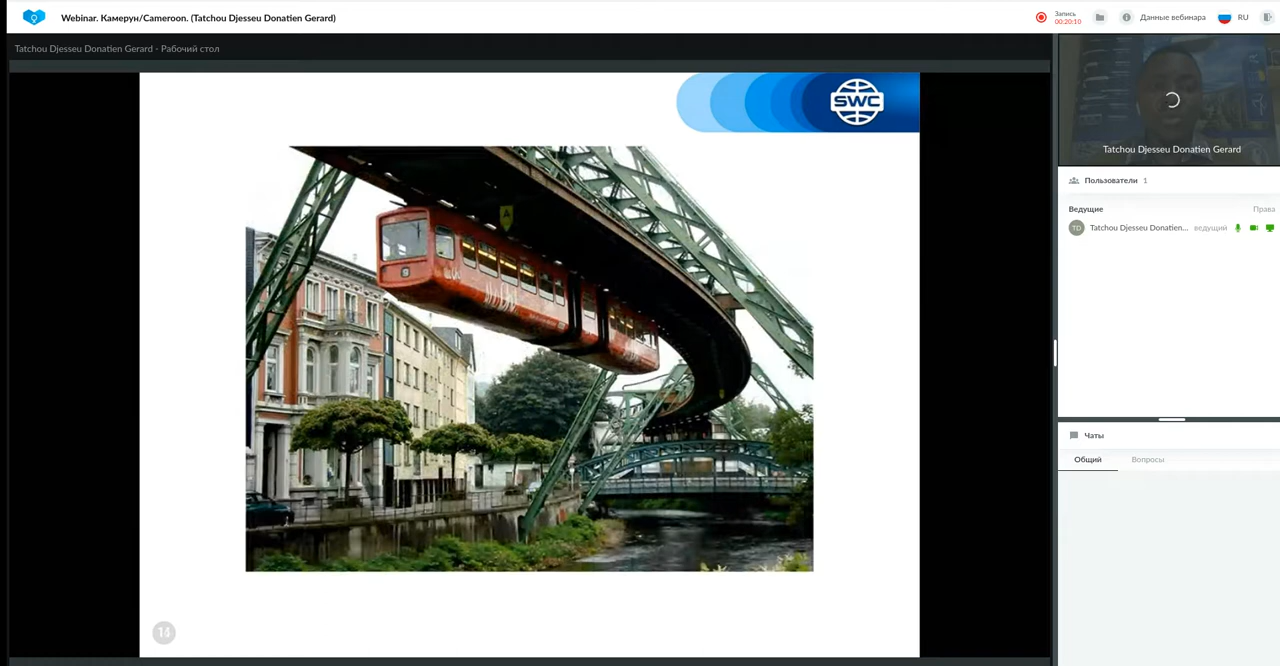 Webinar. Камерун/Cameroon. (Tatchou Djesseu Donatien Gerard)
Запись
00:20:10
Данные вебинара
RU
Tatchou Djesseu Donatien Gerard - Рабочий стол
SWC
A
14
Tatchou Djesseu Donatien Gerard
Пользователи 1
Ведущие Права
TD Tatchou Djesseu Donatien... ведущий
Чаты
Общий Вопросы